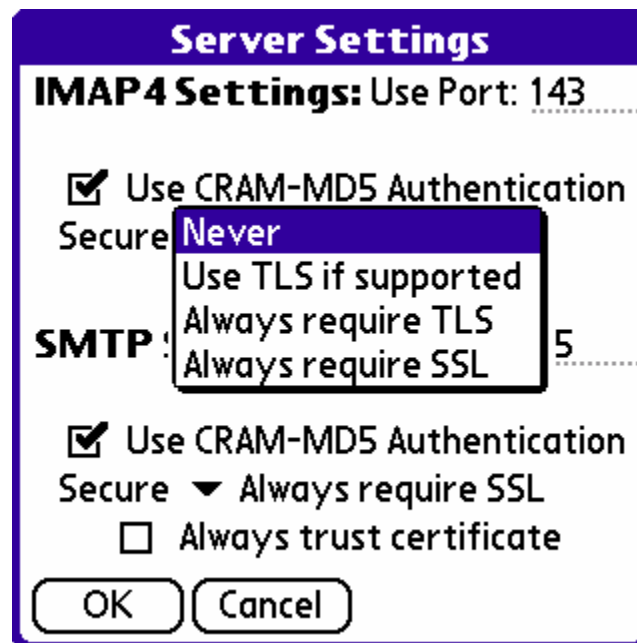 Server Settings
IMAP4 Settings: Use Port: 143
Use CRAM-MD5 Authentication
Secure
Never
Use TLS if supported
Always require TLS
Always require SSL
SMTP 5
Use CRAM-MD5 Authentication
Secure Always require SSL
Always trust certificate
OK Cancel